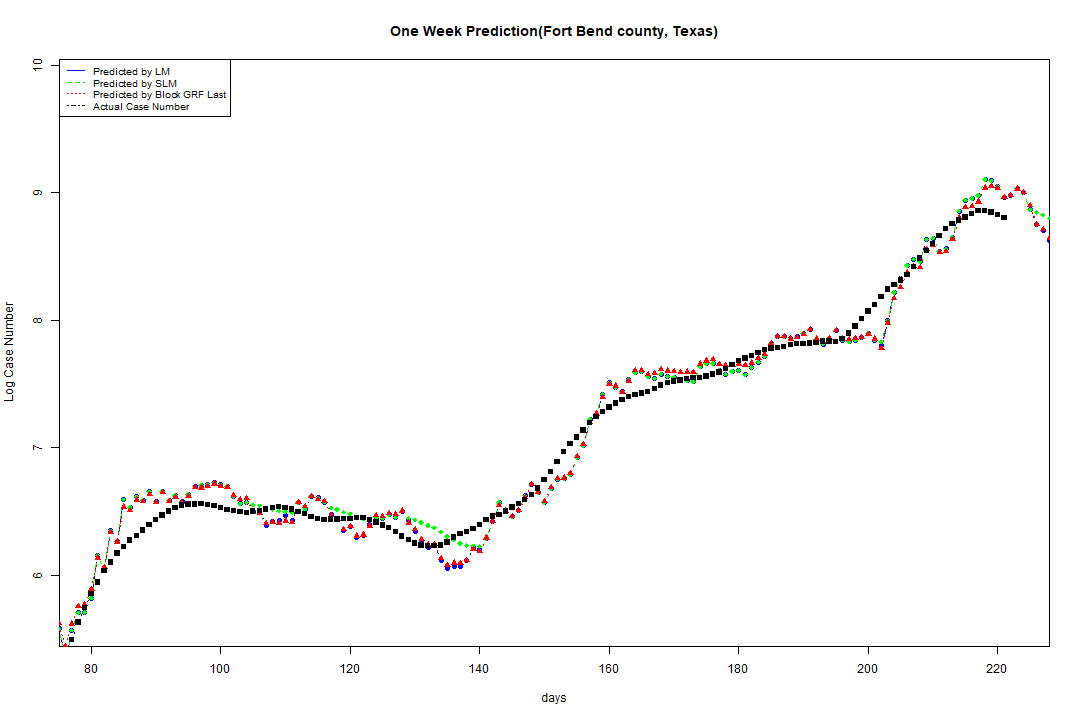 One Week Prediction(Fort Bend county, Texas)
Predicted by LM
Predicted by SLM
Predicted by Block GRF Last
Actual Case Number
10
9
8
7
6
Log Case Number
80 100 120 140 160 180 200 220
days